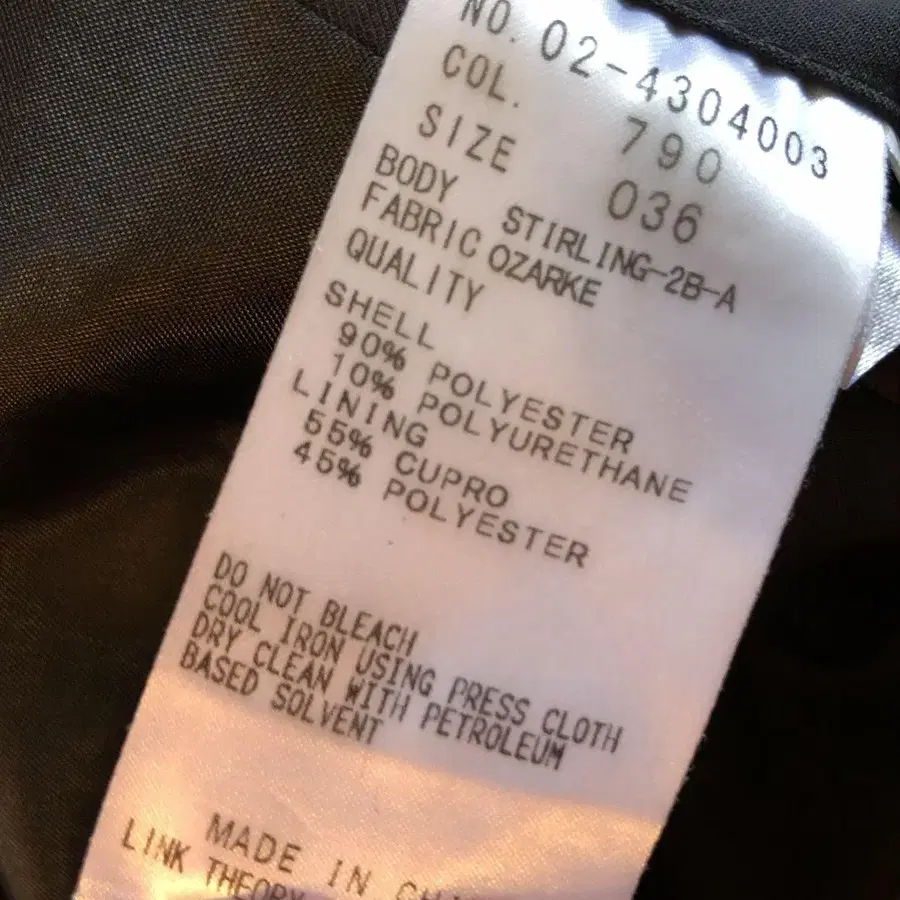 NO. 02-4304003
COL. 790
SIZE 036
BODY STIRLING-2B-A
FABRIC OZARKE
QUALITY
SHELL
90% POLYESTER
10% POLYURETHANE
LINING
55% CUPRO
45% POLYESTER
DO NOT BLEACH
COOL IRON USING PRESS CLOTH
DRY CLEAN WITH PETROLEUM
BASED SOLVENT
MADE IN
LINK THEORY